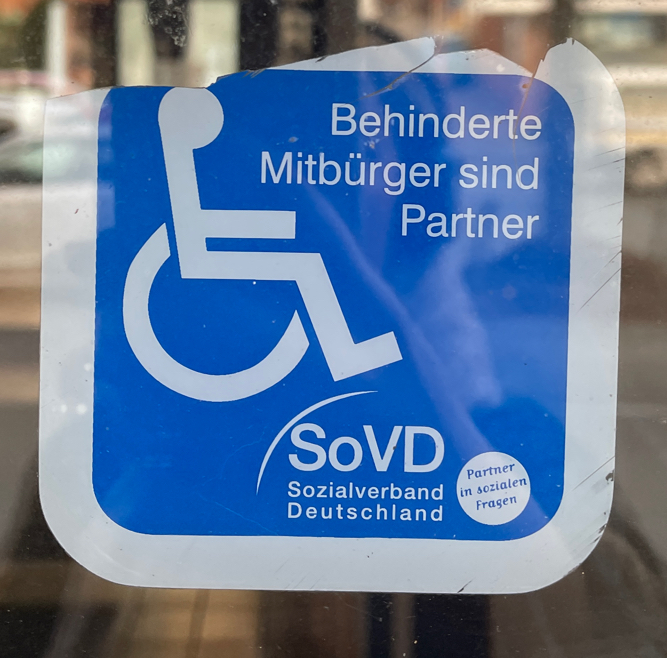 Behinderte
Mitbürger sind
Partner
SoVD
Sozialverband
Deutschland
Partner
in sozialen
Fragen